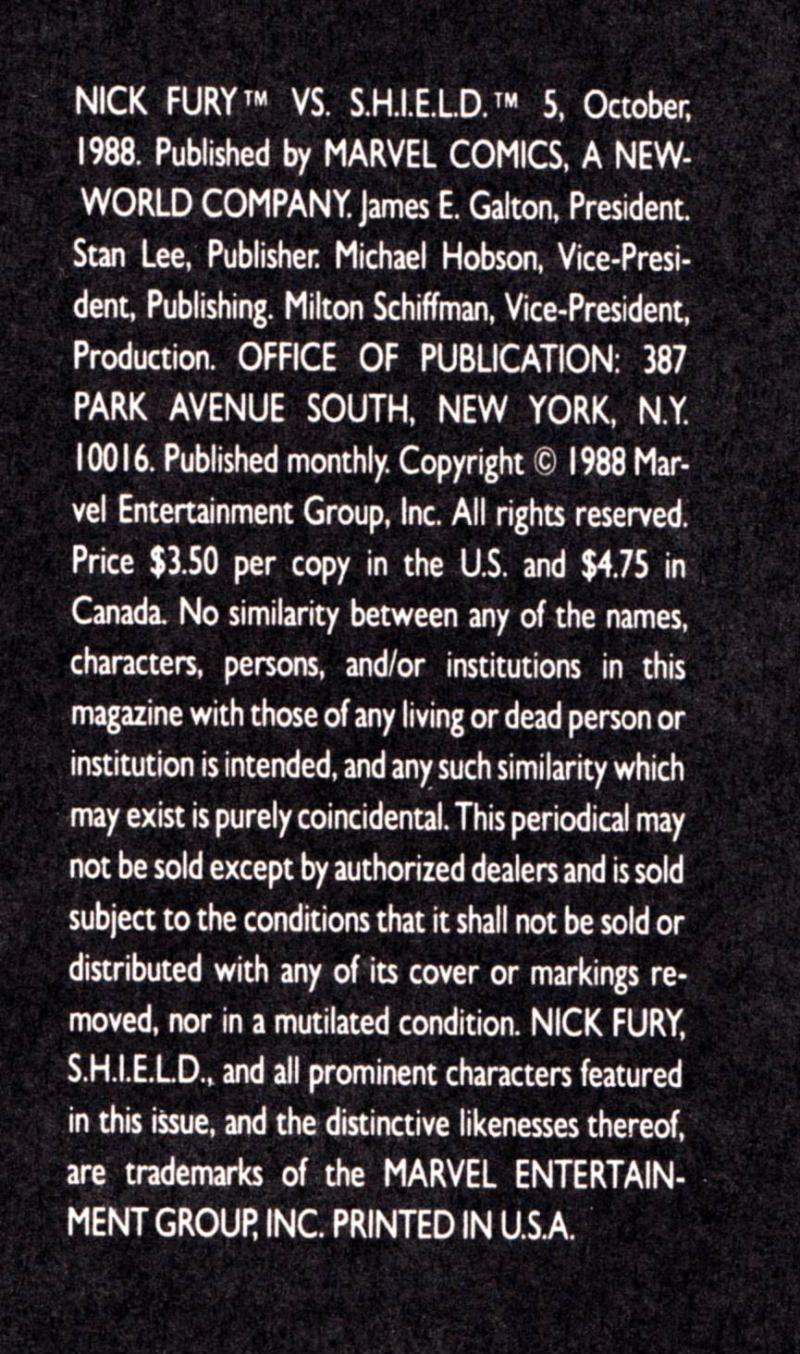 NICK FURY™ VS. S.H.I.E.L.D.™ 5, October,
1988. Published by MARVEL COMICS, A NEW-
WORLD COMPANY. James E. Galton, President.
Stan Lee, Publisher. Michael Hobson, Vice-Presi-
dent, Publishing. Milton Schiffman, Vice-President,
Production. OFFICE OF PUBLICATION: 387
PARK AVENUE SOUTH, NEW YORK, N.Y.
10016. Published monthly. Copyright © 1988 Mar-
vel Entertainment Group, Inc. All rights reserved.
Price $3.50 per copy in the U.S. and $4.75 in
Canada. No similarity between any of the names,
characters, persons, and/or institutions in this
magazine with those of any living or dead person or
institution is intended, and any such similarity which
may exist is purely coincidental. This periodical may
not be sold except by authorized dealers and is sold
subject to the conditions that it shall not be sold or
distributed with any of its cover or markings re-
moved, nor in a mutilated condition. NICK FURY,
S.H.I.E.L.D., and all prominent characters featured
in this issue, and the distinctive likenesses thereof,
are trademarks of the MARVEL ENTERTAIN-
MENT GROUP, INC. PRINTED IN U.S.A.